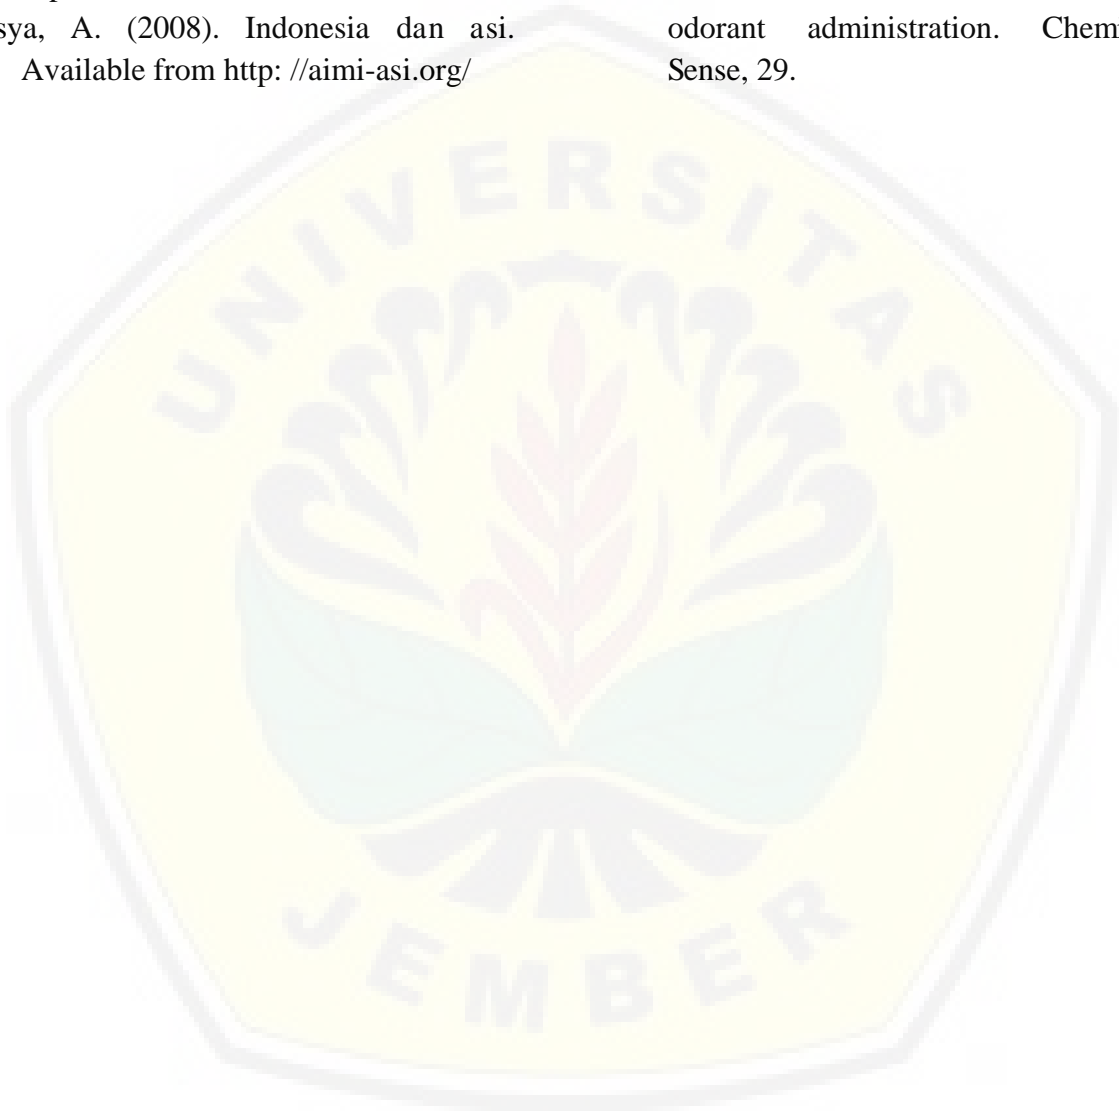 sya, A. (2008). Indonesia dan asi.
Available from http: //aimi-asi.org/
odorant administration. Chem
Sense, 29.
UNIVERSITAS
JEMBER